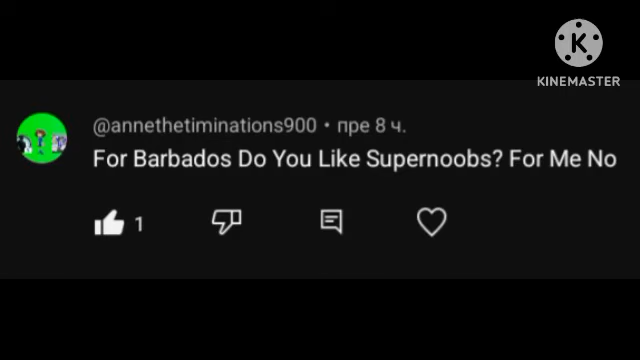 K
KINEMASTER
@annethetiminations900 • пре 8 ч.
For Barbados Do You Like Supernoobs? For Me No
1